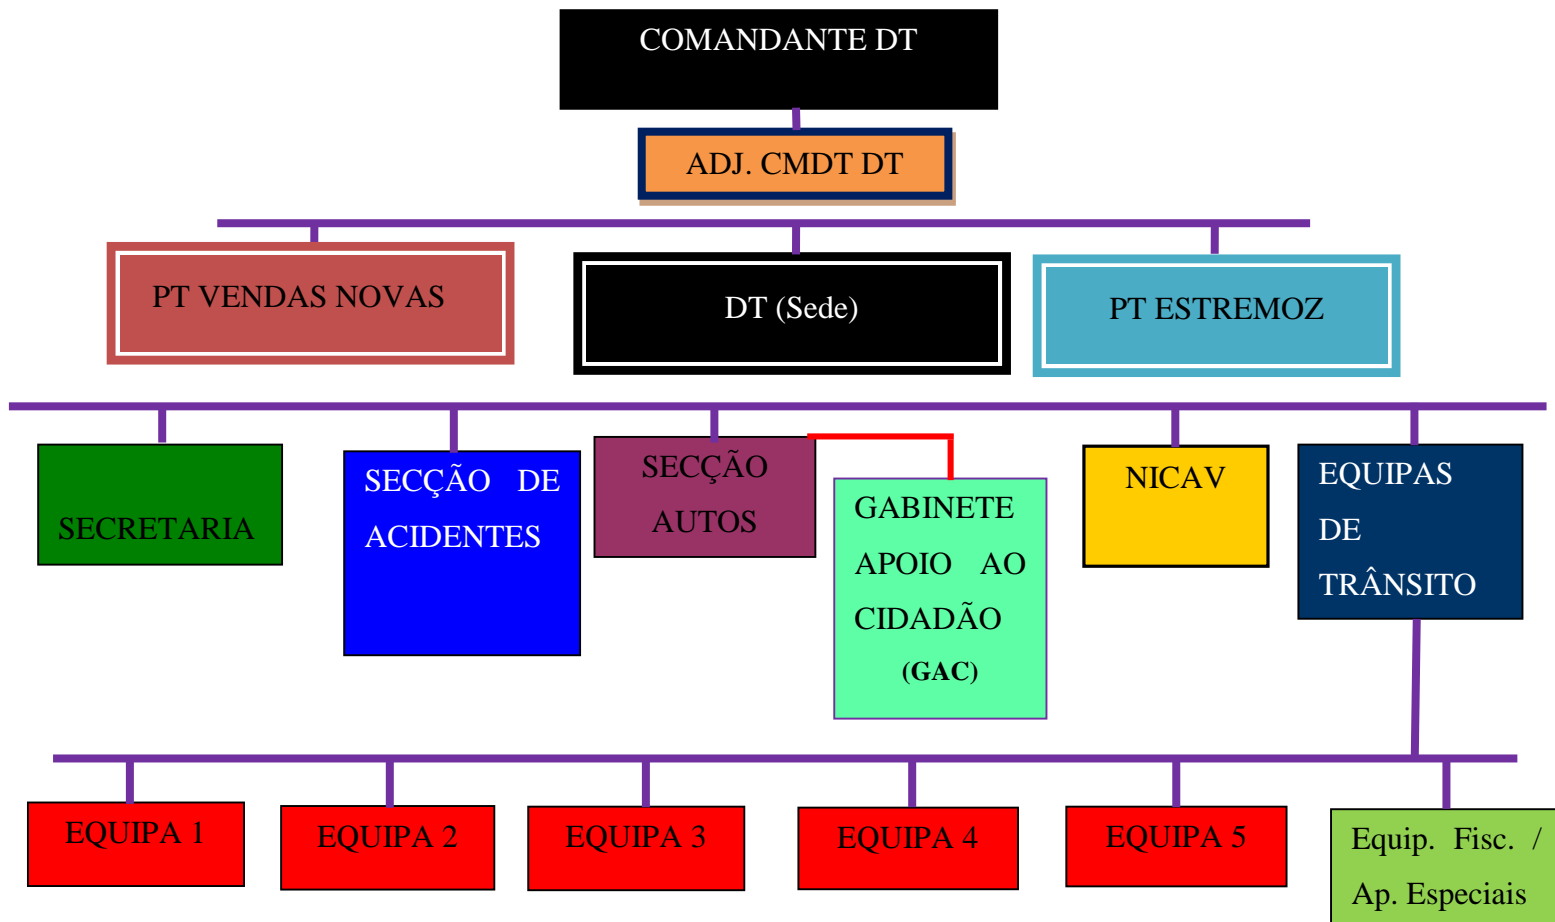 COMANDANTE DT
ADJ. CMDT DT
PT VENDAS NOVAS
DT (Sede)
PT ESTREMOZ
SECRETARIA
SECÇÃO DE
ACIDENTES
SECÇÃO
AUTOS
GABINETE
APOIO AO
CIDADÃO
(GAC)
NICAV
EQUIPAS
DE
TRÂNSITO
EQUIPA 1
EQUIPA 2
EQUIPA 3
EQUIPA 4
EQUIPA 5
Equip. Fisc. /
Ap. Especiais